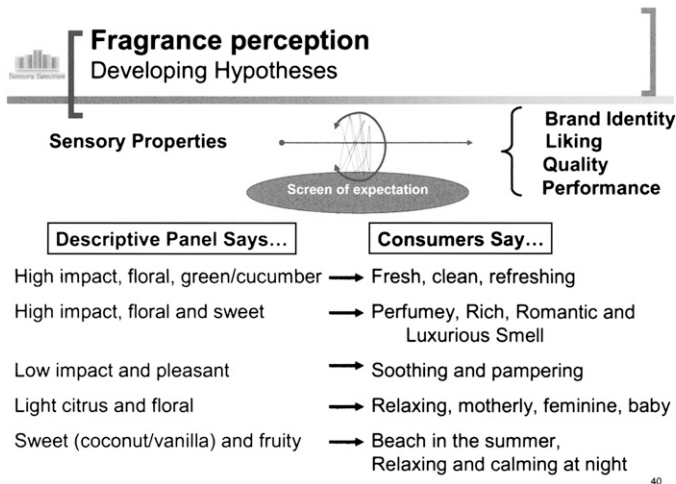 Fragrance perception
Developing Hypotheses
Sensory Spectrum
Sensory Properties
Screen of expectation
Brand Identity
Liking
Quality
Performance
Descriptive Panel Says…
Consumers Say…
High impact, floral, green/cucumber
Fresh, clean, refreshing
High impact, floral and sweet
Perfumey, Rich, Romantic and
Luxurious Smell
Low impact and pleasant
Soothing and pampering
Light citrus and floral
Relaxing, motherly, feminine, baby
Sweet (coconut/vanilla) and fruity
Beach in the summer,
Relaxing and calming at night
40